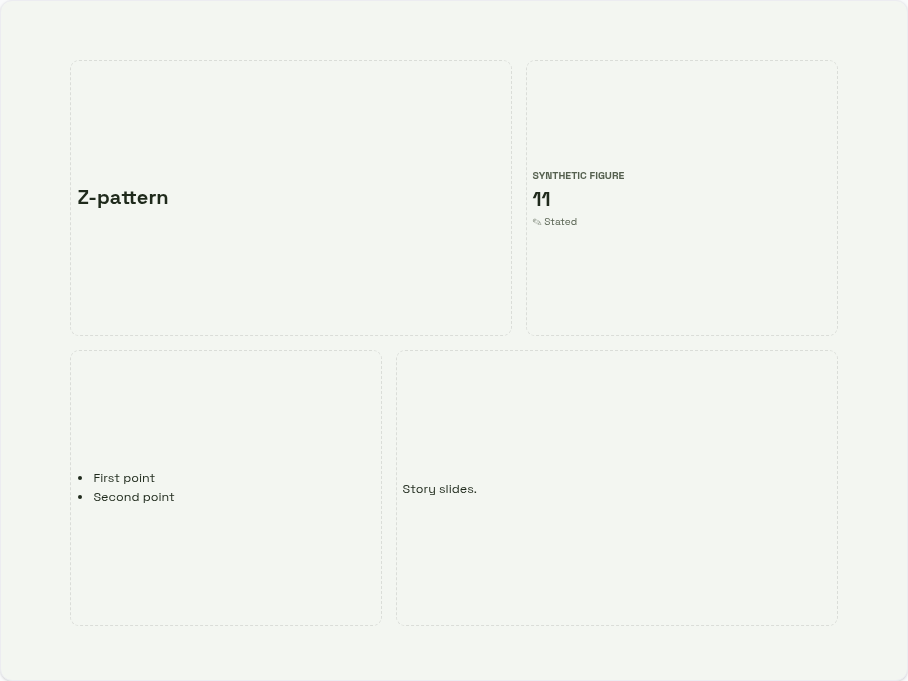 Z-pattern
SYNTHETIC FIGURE
11
✎ Stated
• First point
• Second point
Story slides.